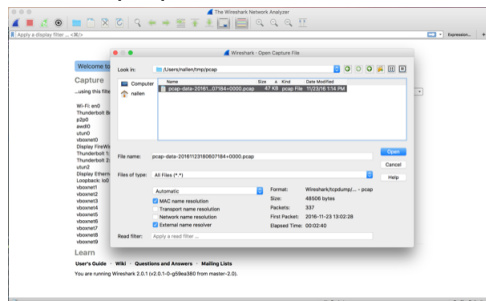 The Wireshark Network Analyzer
Apply a display filter ... <⌘/>
Expression...
+
Welcome to
Capture
...using this filte
Wi-Fi: en0
Thunderbolt B
p2p0
awdl0
utun0
vboxnet0
Display FireWi
Thunderbolt 1:
Thunderbolt 2:
utun1
Display Ethern
Loopback: lo0
vboxnet1
vboxnet2
vboxnet3
vboxnet4
vboxnet5
vboxnet6
vboxnet7
vboxnet8
vboxnet9
Learn
User's Guide · Wiki · Questions and Answers · Mailing Lists
You are running Wireshark 2.0.1 (v2.0.1-0-g59ea380 from master-2.0).
Wireshark · Open Capture File
Look in:
/Users/nallen/tmp/pcap
Computer
nallen
Name Size Kind Date Modified
pcap-data-20161...07184+0000.pcap 47 KB pcap File 11/23/16 1:14 PM
File name: pcap-data-20161123180607184+0000.pcap
Open
Cancel
Files of type: All Files (*.*)
Help
Automatic
MAC name resolution
Transport name resolution
Network name resolution
External name resolver
Format: Wireshark/tcpdump/... - pcap
Size: 48506 bytes
Packets: 337
First Packet: 2016-11-23 13:02:28
Elapsed Time: 00:02:40
Read filter: Apply a read filter ...